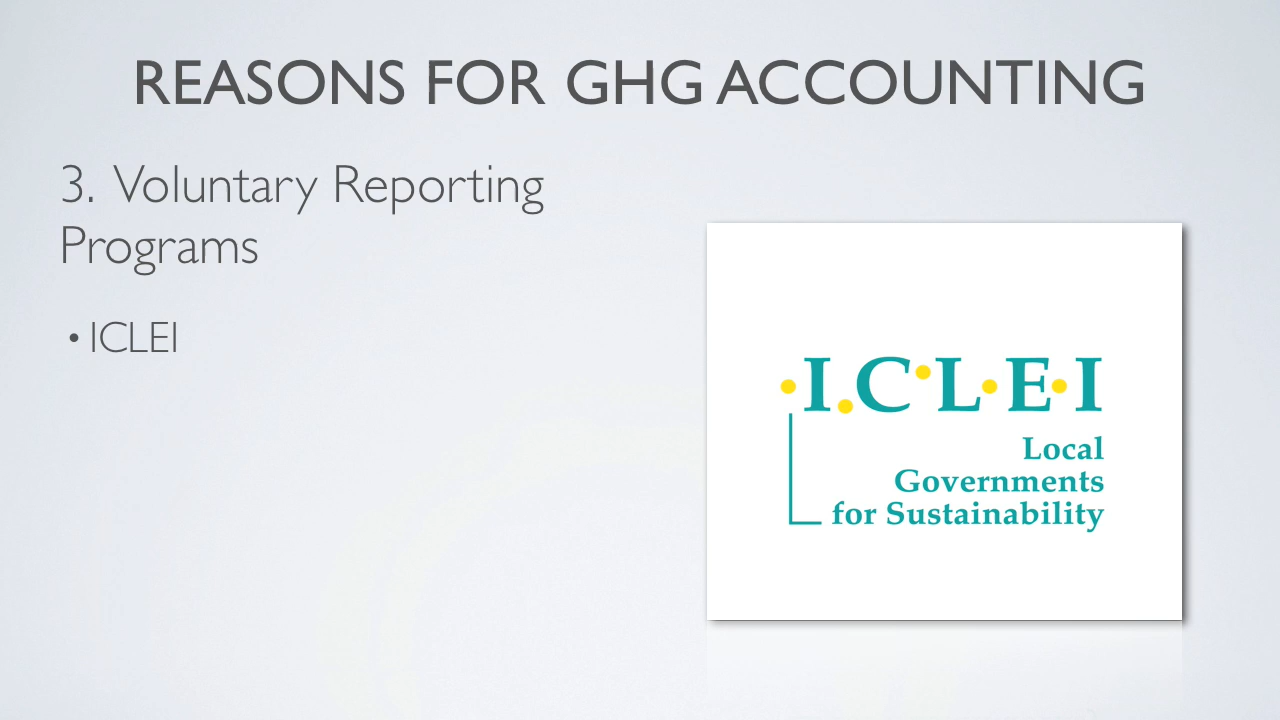 REASONS FOR GHG ACCOUNTING
3. Voluntary Reporting
Programs
• ICLEI
I.C.L.E.I
Local
Governments
for Sustainability